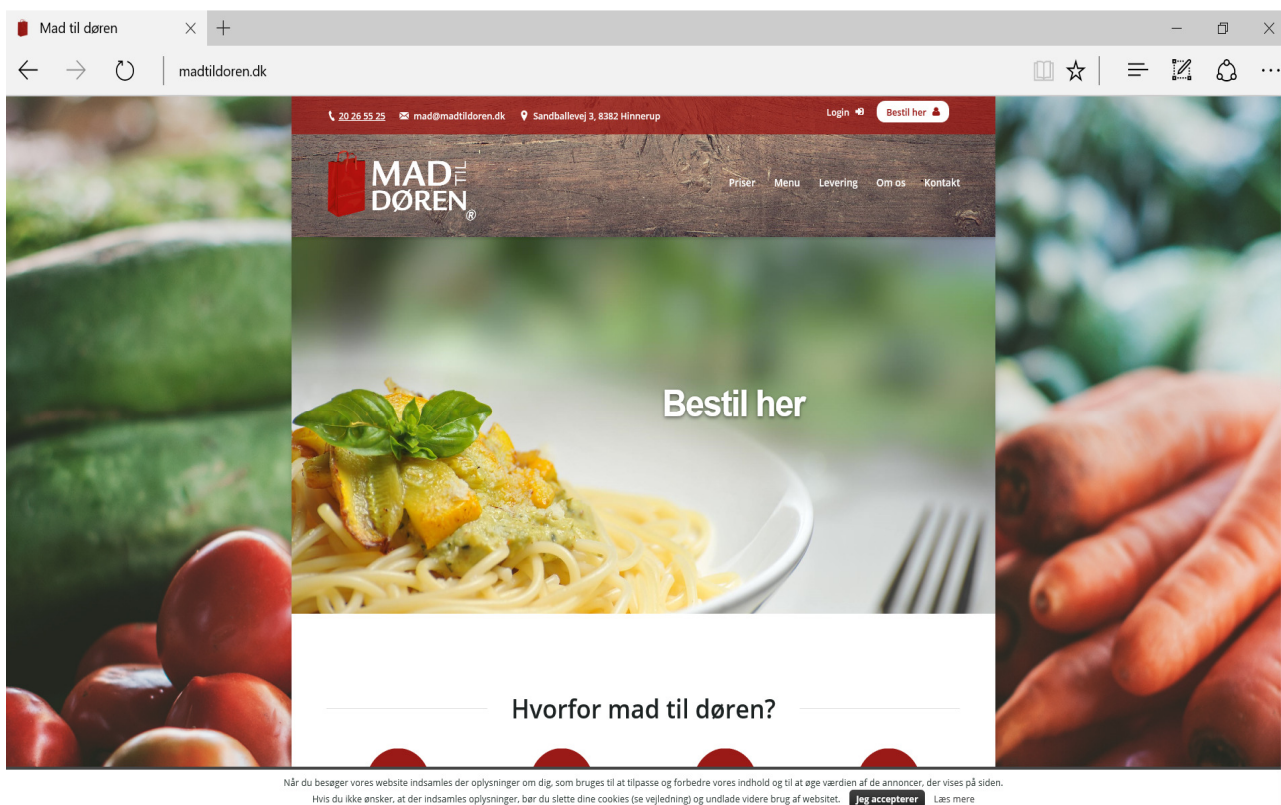 Mad til døren
madtildoren.dk
20 26 55 25 mad@madtildoren.dk Sandballevej 3, 8382 Hinnerup Login Bestil her
MAD TIL
DØREN®
Priser Menu Levering Om os Kontakt
Bestil her
Hvorfor mad til døren?
Når du besøger vores website indsamles der oplysninger om dig, som bruges til at tilpasse og forbedre vores indhold og til at øge værdien af de annoncer, der vises på siden.
Hvis du ikke ønsker, at der indsamles oplysninger, bør du slette dine cookies (se vejledning) og undlade videre brug af websitet. Jeg accepterer Læs mere